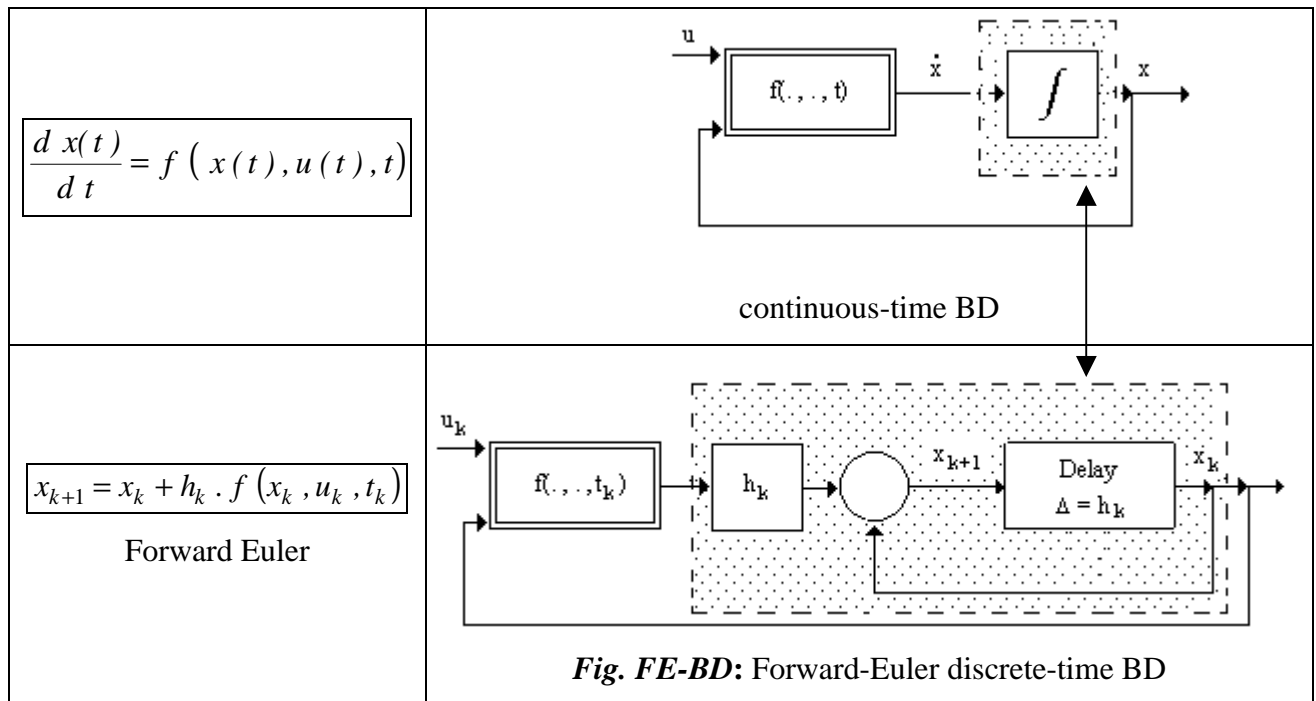 d x(t) / d t = f ( x(t), u(t), t)
u
f(. , . , t)
ẋ
∫
x
continuous-time BD
x_{k+1} = x_k + h_k . f (x_k , u_k , t_k)
Forward Euler
u_k
f(. , . ,t_k)
h_k
x_{k+1}
Delay
Δ = h_k
x_k
Fig. FE-BD: Forward-Euler discrete-time BD